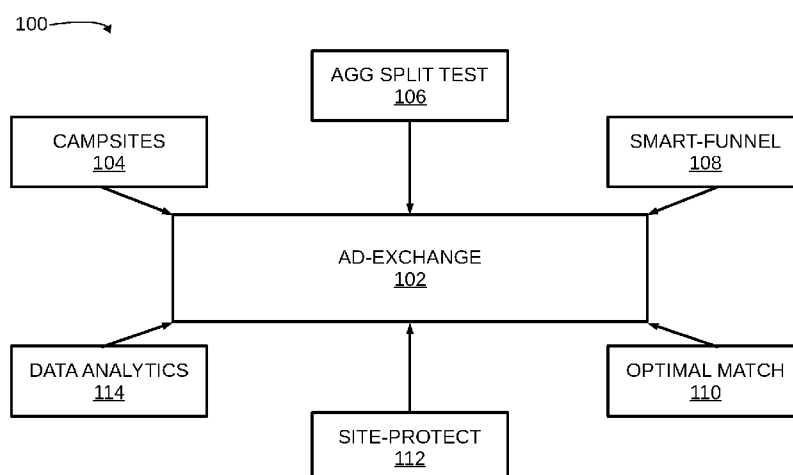 100
AGG SPLIT TEST
106
CAMPSITES
104
SMART-FUNNEL
108
AD-EXCHANGE
102
DATA ANALYTICS
114
OPTIMAL MATCH
110
SITE-PROTECT
112